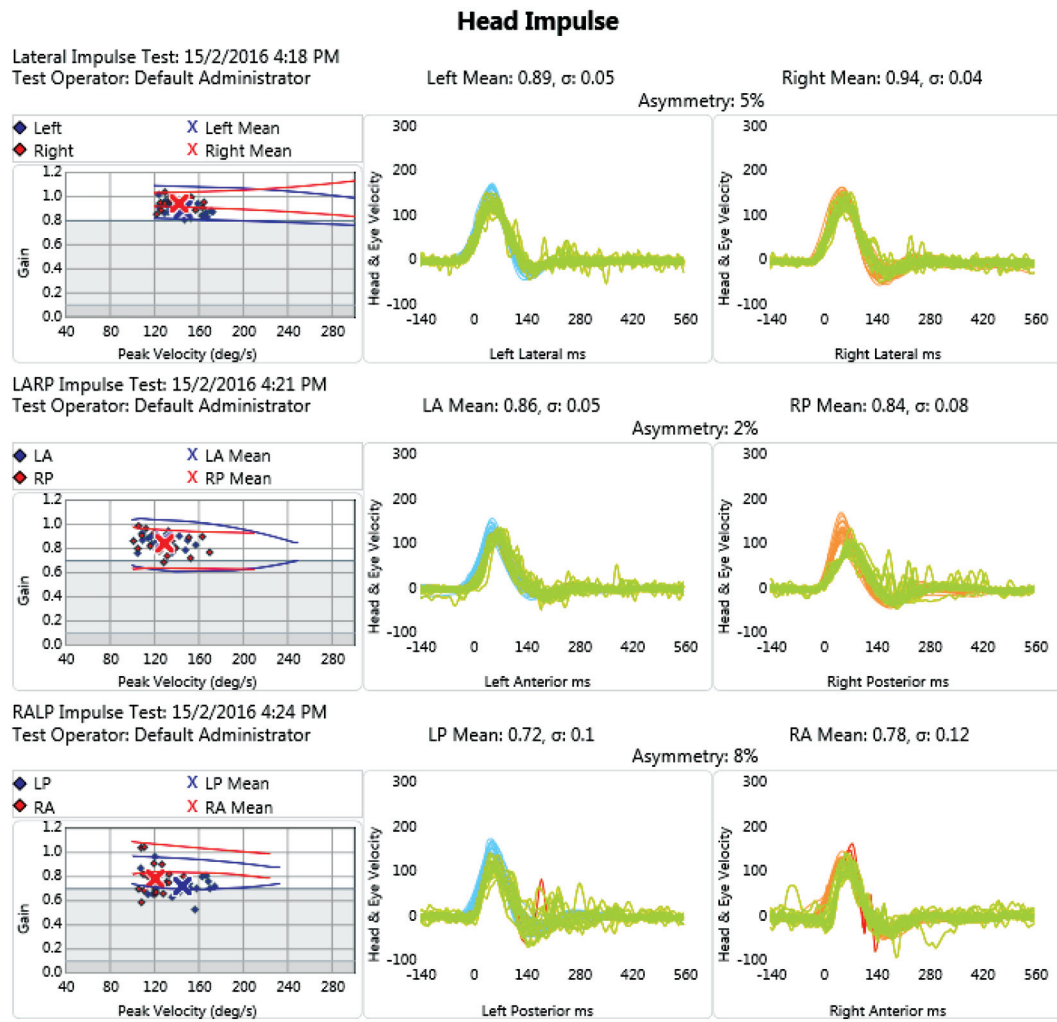 Head Impulse
Lateral Impulse Test: 15/2/2016 4:18 PM
Test Operator: Default Administrator
Left Mean: 0.89, σ: 0.05
Right Mean: 0.94, σ: 0.04
Asymmetry: 5%
Left
X Left Mean
Right
X Right Mean
1.2
1.0
0.8
0.6
0.4
0.2
0.0
Gain
40 80 120 160 200 240 280
Peak Velocity (deg/s)
300
200
100
0
-100
Head & Eye Velocity
-140 0 140 280 420 560
Left Lateral ms
300
200
100
0
-100
Head & Eye Velocity
-140 0 140 280 420 560
Right Lateral ms
LARP Impulse Test: 15/2/2016 4:21 PM
Test Operator: Default Administrator
LA Mean: 0.86, σ: 0.05
RP Mean: 0.84, σ: 0.08
Asymmetry: 2%
LA
X LA Mean
RP
X RP Mean
1.2
1.0
0.8
0.6
0.4
0.2
0.0
Gain
40 80 120 160 200 240 280
Peak Velocity (deg/s)
300
200
100
0
-100
Head & Eye Velocity
-140 0 140 280 420 560
Left Anterior ms
300
200
100
0
-100
Head & Eye Velocity
-140 0 140 280 420 560
Right Posterior ms
RALP Impulse Test: 15/2/2016 4:24 PM
Test Operator: Default Administrator
LP Mean: 0.72, σ: 0.1
RA Mean: 0.78, σ: 0.12
Asymmetry: 8%
LP
X LP Mean
RA
X RA Mean
1.2
1.0
0.8
0.6
0.4
0.2
0.0
Gain
40 80 120 160 200 240 280
Peak Velocity (deg/s)
300
200
100
0
-100
Head & Eye Velocity
-140 0 140 280 420 560
Left Posterior ms
300
200
100
0
-100
Head & Eye Velocity
-140 0 140 280 420 560
Right Anterior ms